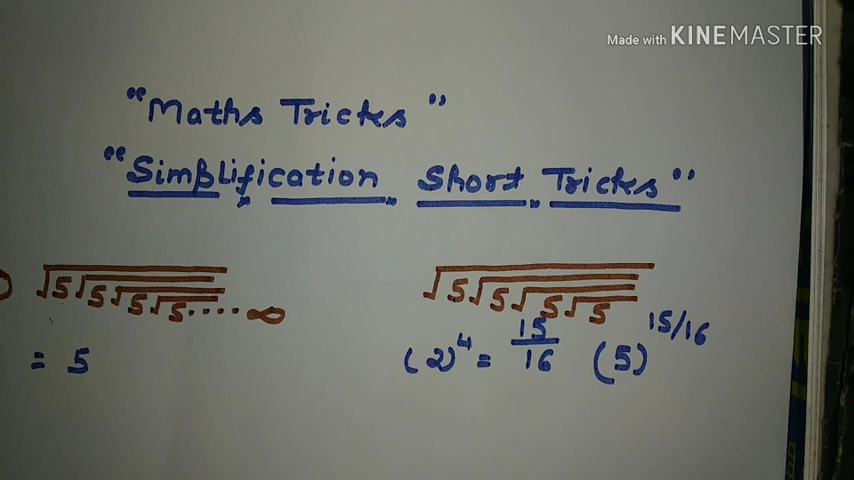 Made with KINEMASTER
"Maths Tricks"
"Simplification Short Tricks"
√5√5√5√5√5....∞
= 5
√5√5√5√5
(2)⁴ = 15/16 (5)^15/16